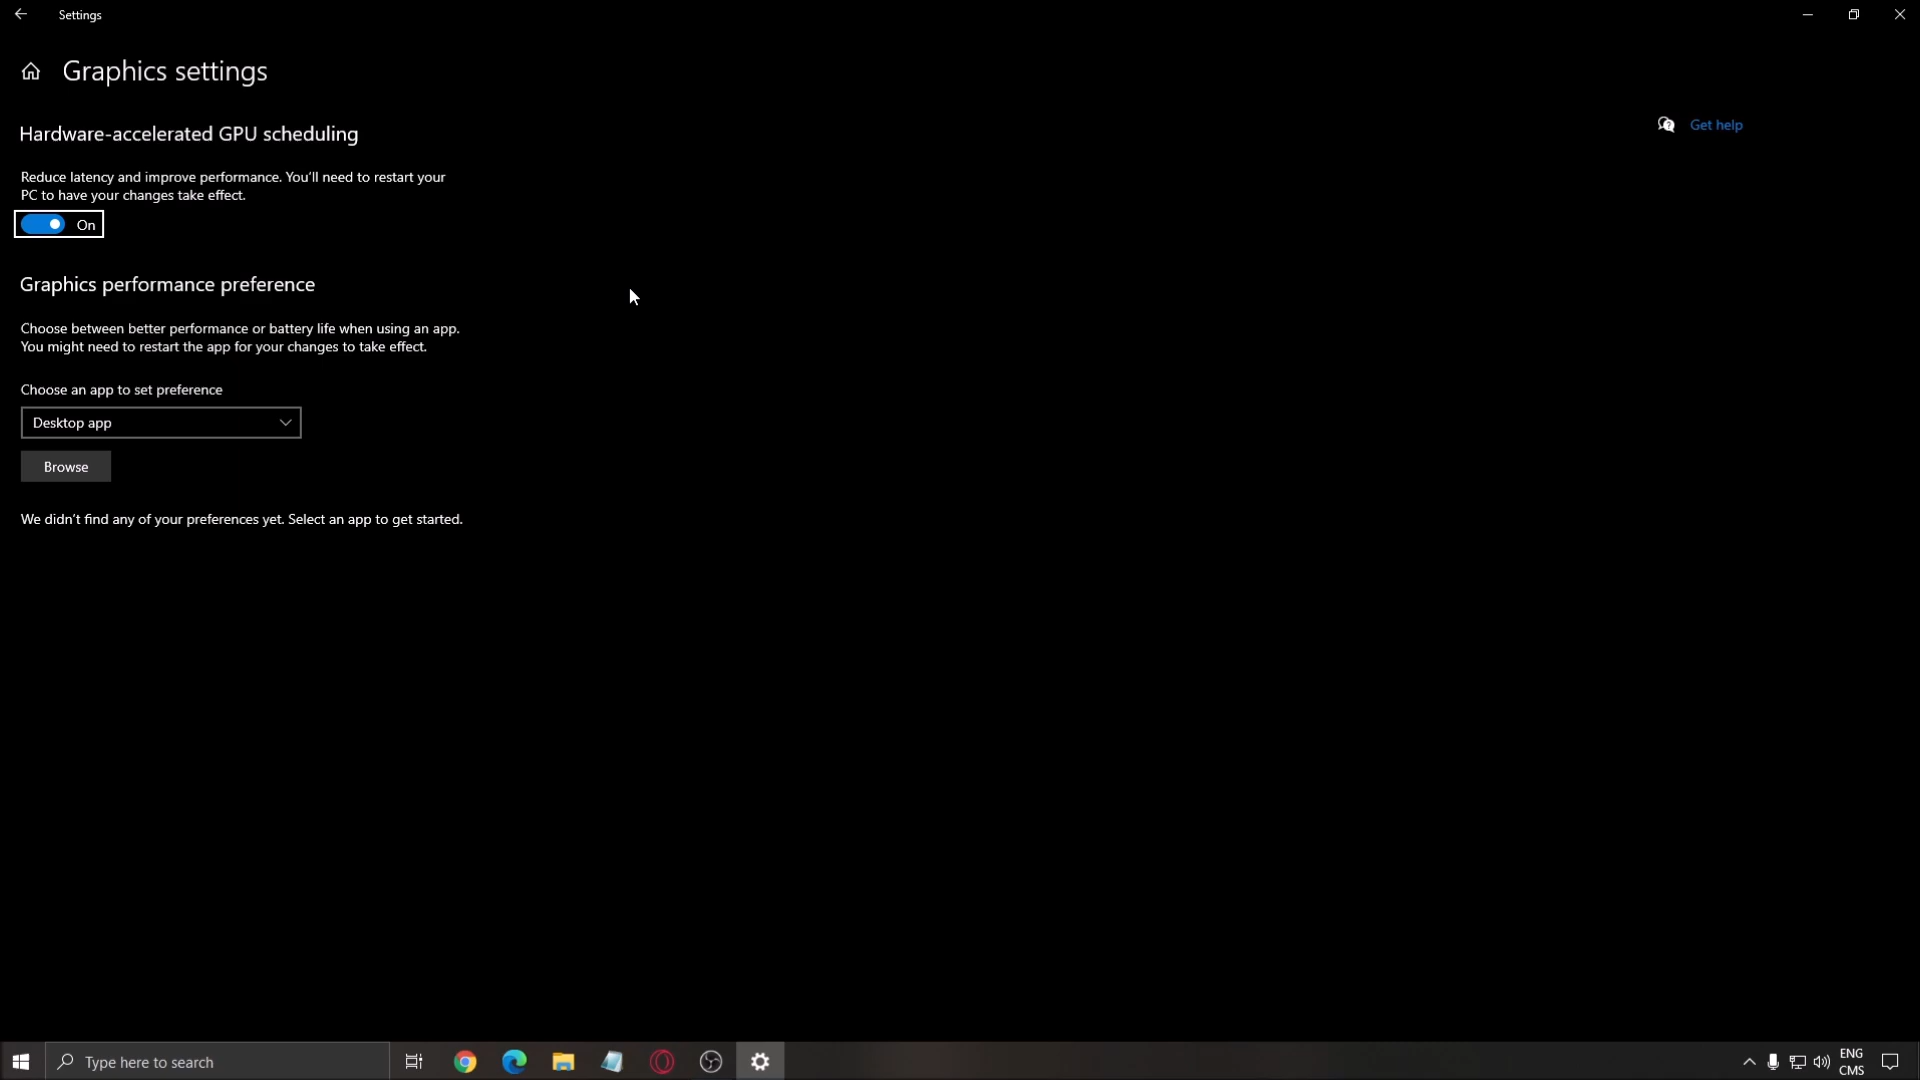 Settings
Graphics settings
Hardware-accelerated GPU scheduling
Get help
Reduce latency and improve performance. You'll need to restart your
PC to have your changes take effect.
On
Graphics performance preference
Choose between better performance or battery life when using an app.
You might need to restart the app for your changes to take effect.
Choose an app to set preference
Desktop app
Browse
We didn't find any of your preferences yet. Select an app to get started.
Type here to search
ENG
CMS